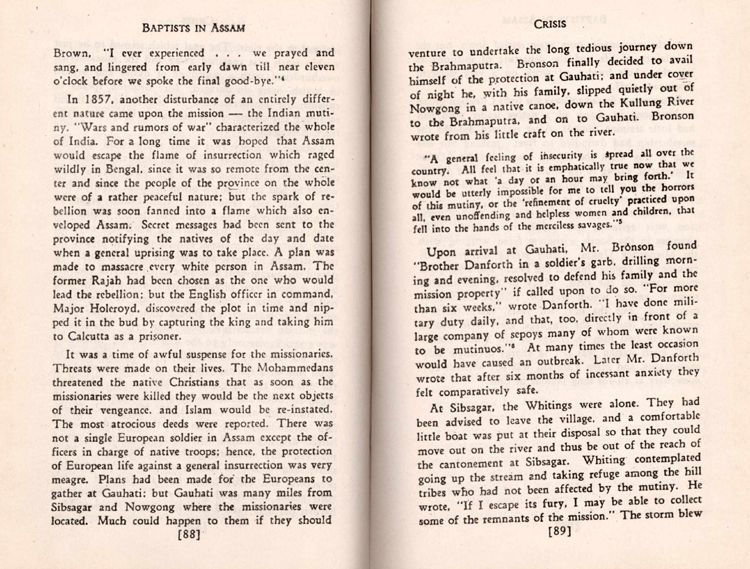 BAPTISTS IN ASSAM
Brown, "I ever experienced . . . we prayed and
sang, and lingered from early dawn till near eleven
o'clock before we spoke the final good-bye."⁴
In 1857, another disturbance of an entirely differ-
ent nature came upon the mission — the Indian muti-
ny. "Wars and rumors of war" characterized the whole
of India. For a long time it was hoped that Assam
would escape the flame of insurrection which raged
wildly in Bengal, since it was so remote from the cen-
ter and since the people of the province on the whole
were of a rather peaceful nature; but the spark of re-
bellion was soon fanned into a flame which also en-
veloped Assam. Secret messages had been sent to the
province notifying the natives of the day and date
when a general uprising was to take place. A plan was
made to massacre every white person in Assam. The
former Rajah had been chosen as the one who would
lead the rebellion; but the English officer in command,
Major Holeroyd, discovered the plot in time and nip-
ped it in the bud by capturing the king and taking him
to Calcutta as a prisoner.
It was a time of awful suspense for the missionaries.
Threats were made on their lives. The Mohammedans
threatened the native Christians that as soon as the
missionaries were killed they would be the next objetts
of their vengeance, and Islam would be re-instated.
The most atrocious deeds were reported. There was
not a single European soldier in Assam except the of-
ficers in charge of native troops; hence, the protection
of European life against a general insurrection was very
meagre. Plans had been made for the Europeans to
gather at Gauhati; but Gauhati was many miles from
Sibsagar and Nowgong where the missionaries were
located. Much could happen to them if they should
[88]
CRISIS
venture to undertake the long tedious journey down
the Brahmaputra. Bronson finally decided to avail
himself of the protection at Gauhati; and under cover
of night he, with his family, slipped quietly out of
Nowgong in a native canoe, down the Kullung River
to the Brahmaputra, and on to Gauhati. Bronson
wrote from his little craft on the river.
"A general feeling of insecurity is spread all over the
country. All feel that it is emphatically true now that we
know not what 'a day or an hour may bring forth.' It
would be utterly impossible for me to tell you the horrors
of this mutiny, or the 'refinement of cruelty' practiced upon
all, even unoffending and helpless women and children, that
fell into the hands of the merciless savages."⁵
Upon arrival at Gauhati, Mr. Bronson found
"Brother Danforth in a soldier's garb, drilling morn-
ing and evening, resolved to defend his family and the
mission property" if called upon to do so. "For more
than six weeks," wrote Danforth. "I have done mili-
tary duty daily, and that, too, directly in front of a
large company of sepoys many of whom were known
to be mutinuos."⁶ At many times the least occasion
would have caused an outbreak. Later Mr. Danforth
wrote that after six months of incessant anxiety they
felt comparatively safe.
At Sibsagar, the Whitings were alone. They had
been advised to leave the village, and a comfortable
little boat was put at their disposal so that they could
move out on the river and thus be out of the reach of
the cantonement at Sibsagar. Whiting contemplated
going up the stream and taking refuge among the hill
tribes who had not been affected by the mutiny. He
wrote, "If I escape its fury, I may be able to collect
some of the remnants of the mission." The storm blew
[89]